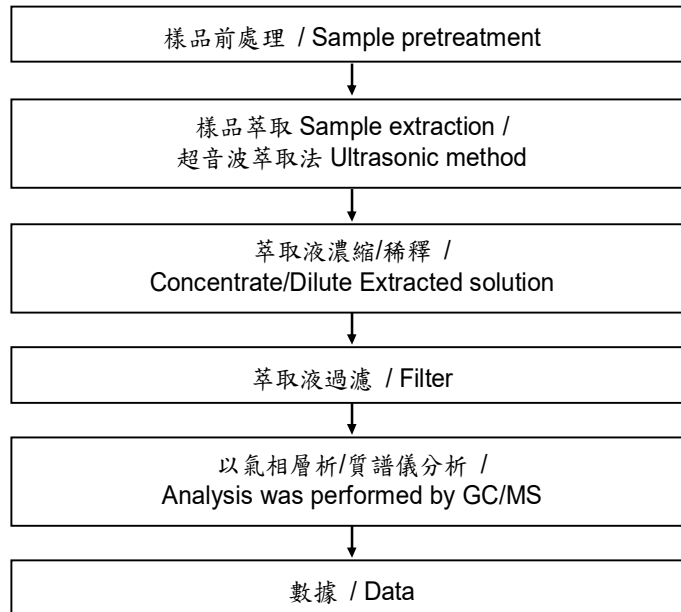 樣品前處理 / Sample pretreatment
樣品萃取 Sample extraction /
超音波萃取法 Ultrasonic method
萃取液濃縮/稀釋 /
Concentrate/Dilute Extracted solution
萃取液過濾 / Filter
以氣相層析/質譜儀分析 /
Analysis was performed by GC/MS
數據 / Data